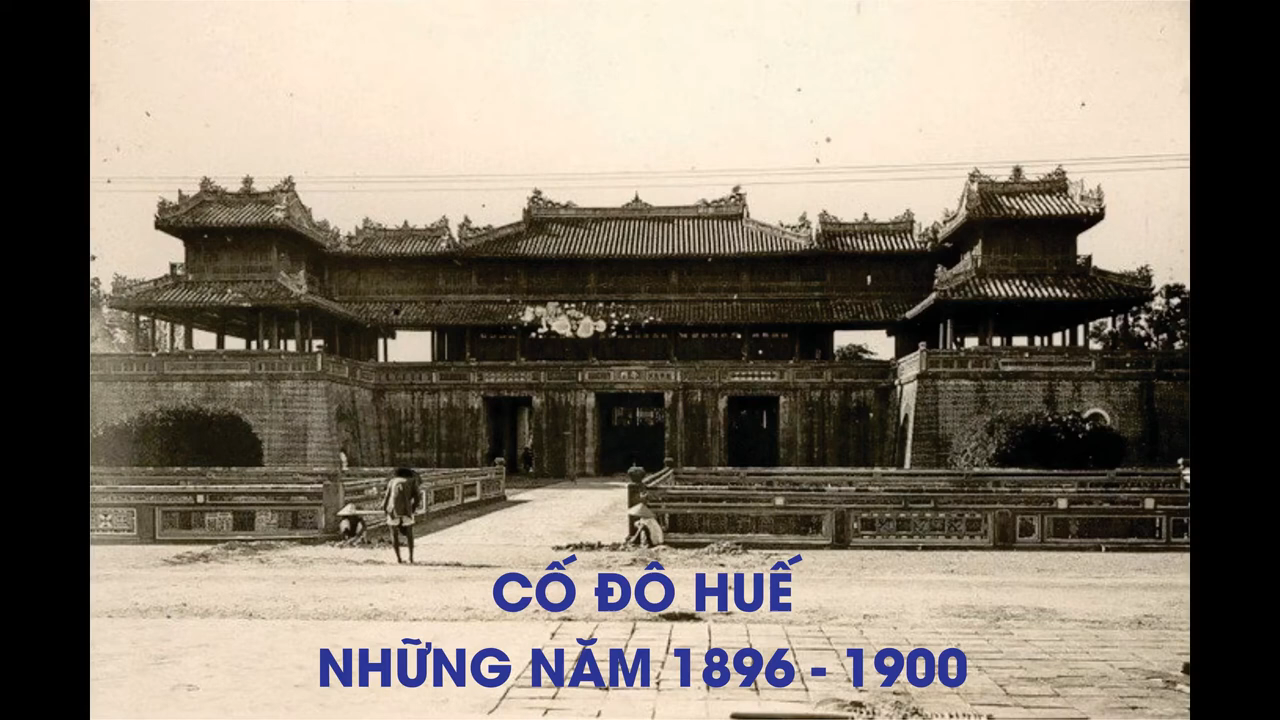 CỐ ĐÔ HUẾ
NHỮNG NĂM 1896 - 1900